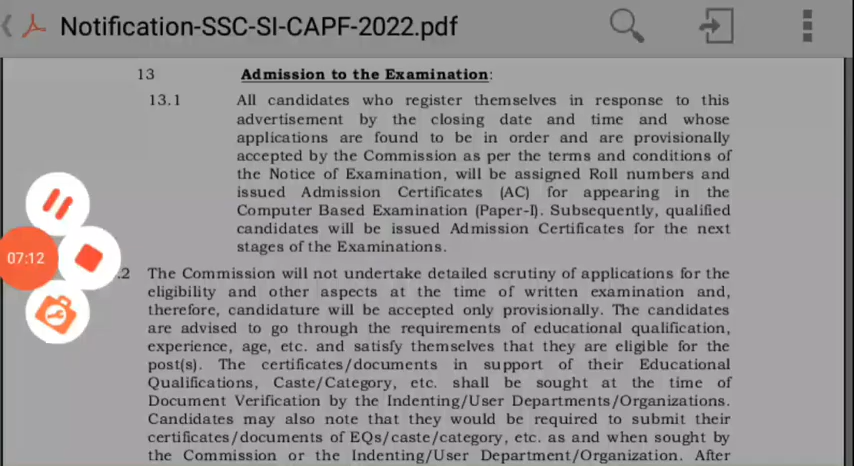 Notification-SSC-SI-CAPF-2022.pdf
13 Admission to the Examination:
13.1 All candidates who register themselves in response to this
advertisement by the closing date and time and whose
applications are found to be in order and are provisionally
accepted by the Commission as per the terms and conditions of
the Notice of Examination, will be assigned Roll numbers and
issued Admission Certificates (AC) for appearing in the
Computer Based Examination (Paper-I). Subsequently, qualified
candidates will be issued Admission Certificates for the next
stages of the Examinations.
07:12
.2 The Commission will not undertake detailed scrutiny of applications for the
eligibility and other aspects at the time of written examination and,
therefore, candidature will be accepted only provisionally. The candidates
are advised to go through the requirements of educational qualification,
experience, age, etc. and satisfy themselves that they are eligible for the
post(s). The certificates/documents in support of their Educational
Qualifications, Caste/Category, etc. shall be sought at the time of
Document Verification by the Indenting/User Departments/Organizations.
Candidates may also note that they would be required to submit their
certificates/documents of EQs/caste/category, etc. as and when sought by
the Commission or the Indenting/User Department/Organization. After